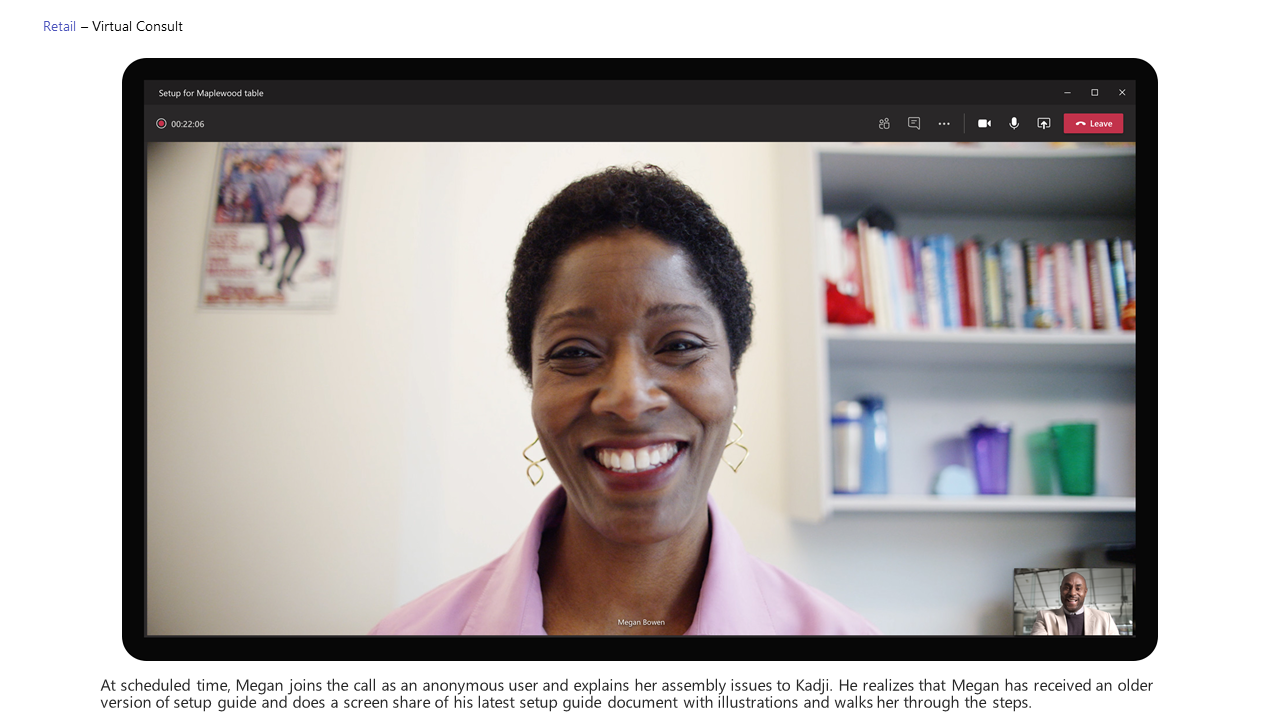 Retail – Virtual Consult
Setup for Maplewood table
00:22:06
Leave
Megan Bowen
At scheduled time, Megan joins the call as an anonymous user and explains her assembly issues to Kadji. He realizes that Megan has received an older
version of setup guide and does a screen share of his latest setup guide document with illustrations and walks her through the steps.